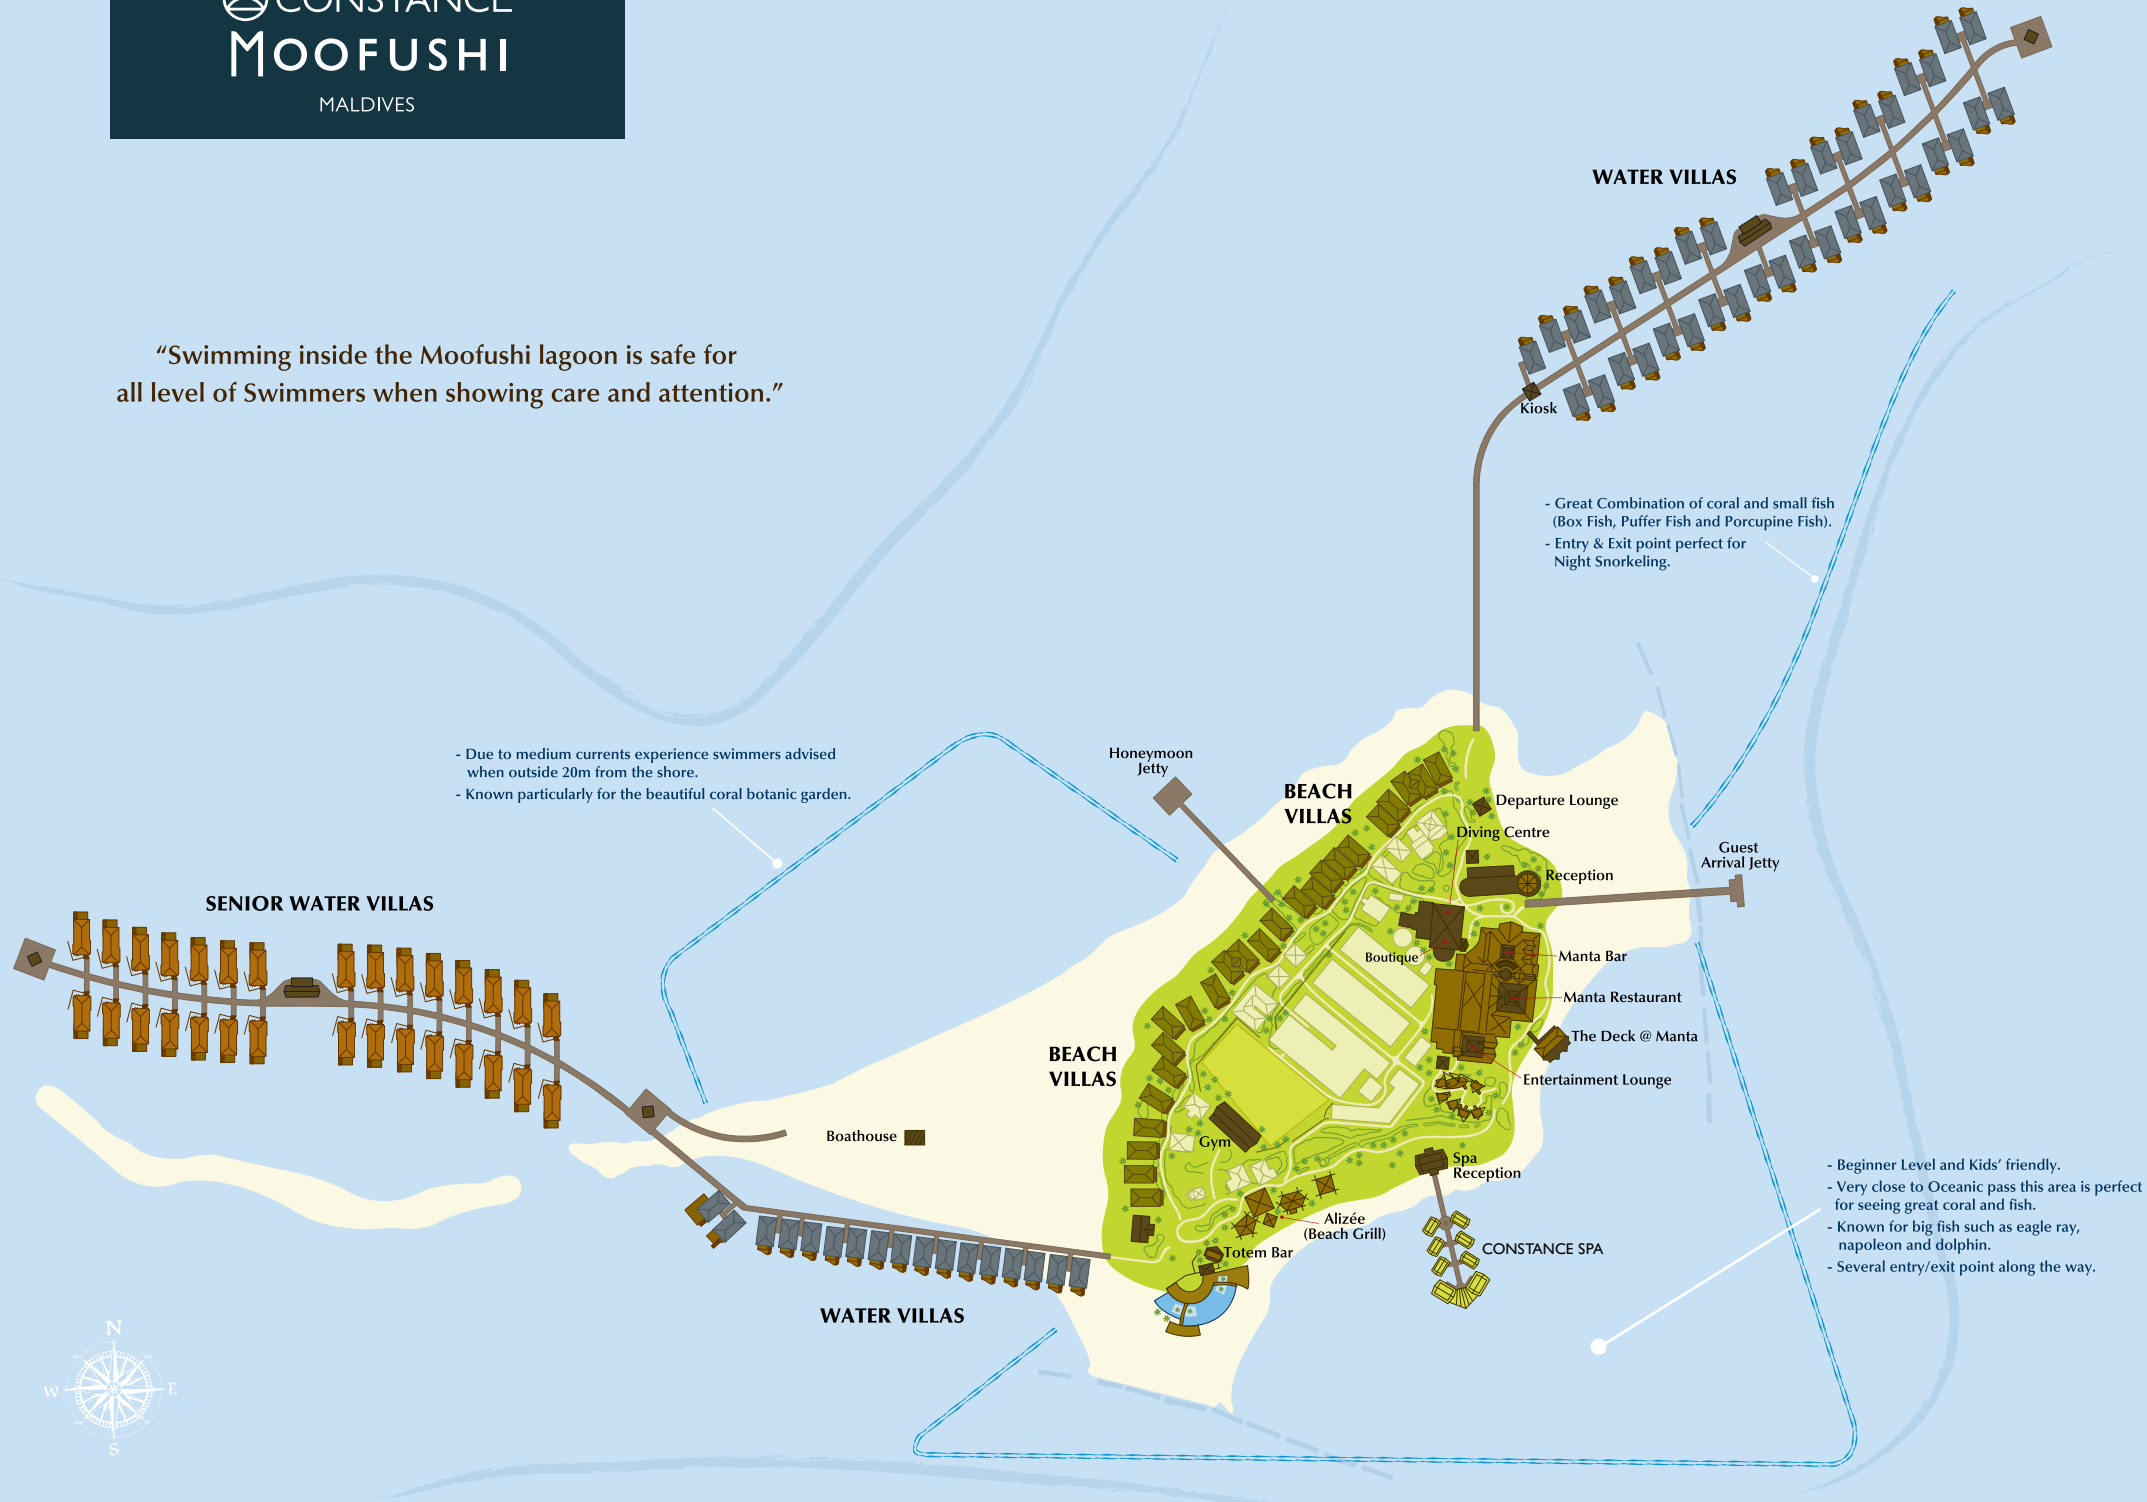 CONSTANCE
MOOFUSHI
MALDIVES
WATER VILLAS
“Swimming inside the Moofushi lagoon is safe for
all level of Swimmers when showing care and attention.”
Kiosk
- Great Combination of coral and small fish
(Box Fish, Puffer Fish and Porcupine Fish).
- Entry & Exit point perfect for
Night Snorkeling.
- Due to medium currents experience swimmers advised
when outside 20m from the shore.
- Known particularly for the beautiful coral botanic garden.
Honeymoon
Jetty
BEACH
VILLAS
Departure Lounge
Diving Centre
Guest
Arrival Jetty
Reception
SENIOR WATER VILLAS
Boutique
Manta Bar
Manta Restaurant
The Deck @ Manta
BEACH
VILLAS
Entertainment Lounge
Boathouse
Gym
Spa
Reception
- Beginner Level and Kids’ friendly.
- Very close to Oceanic pass this area is perfect
for seeing great coral and fish.
- Known for big fish such as eagle ray,
napoleon and dolphin.
- Several entry/exit point along the way.
Alizée
(Beach Grill)
Totem Bar
CONSTANCE SPA
WATER VILLAS
N
W
E
S